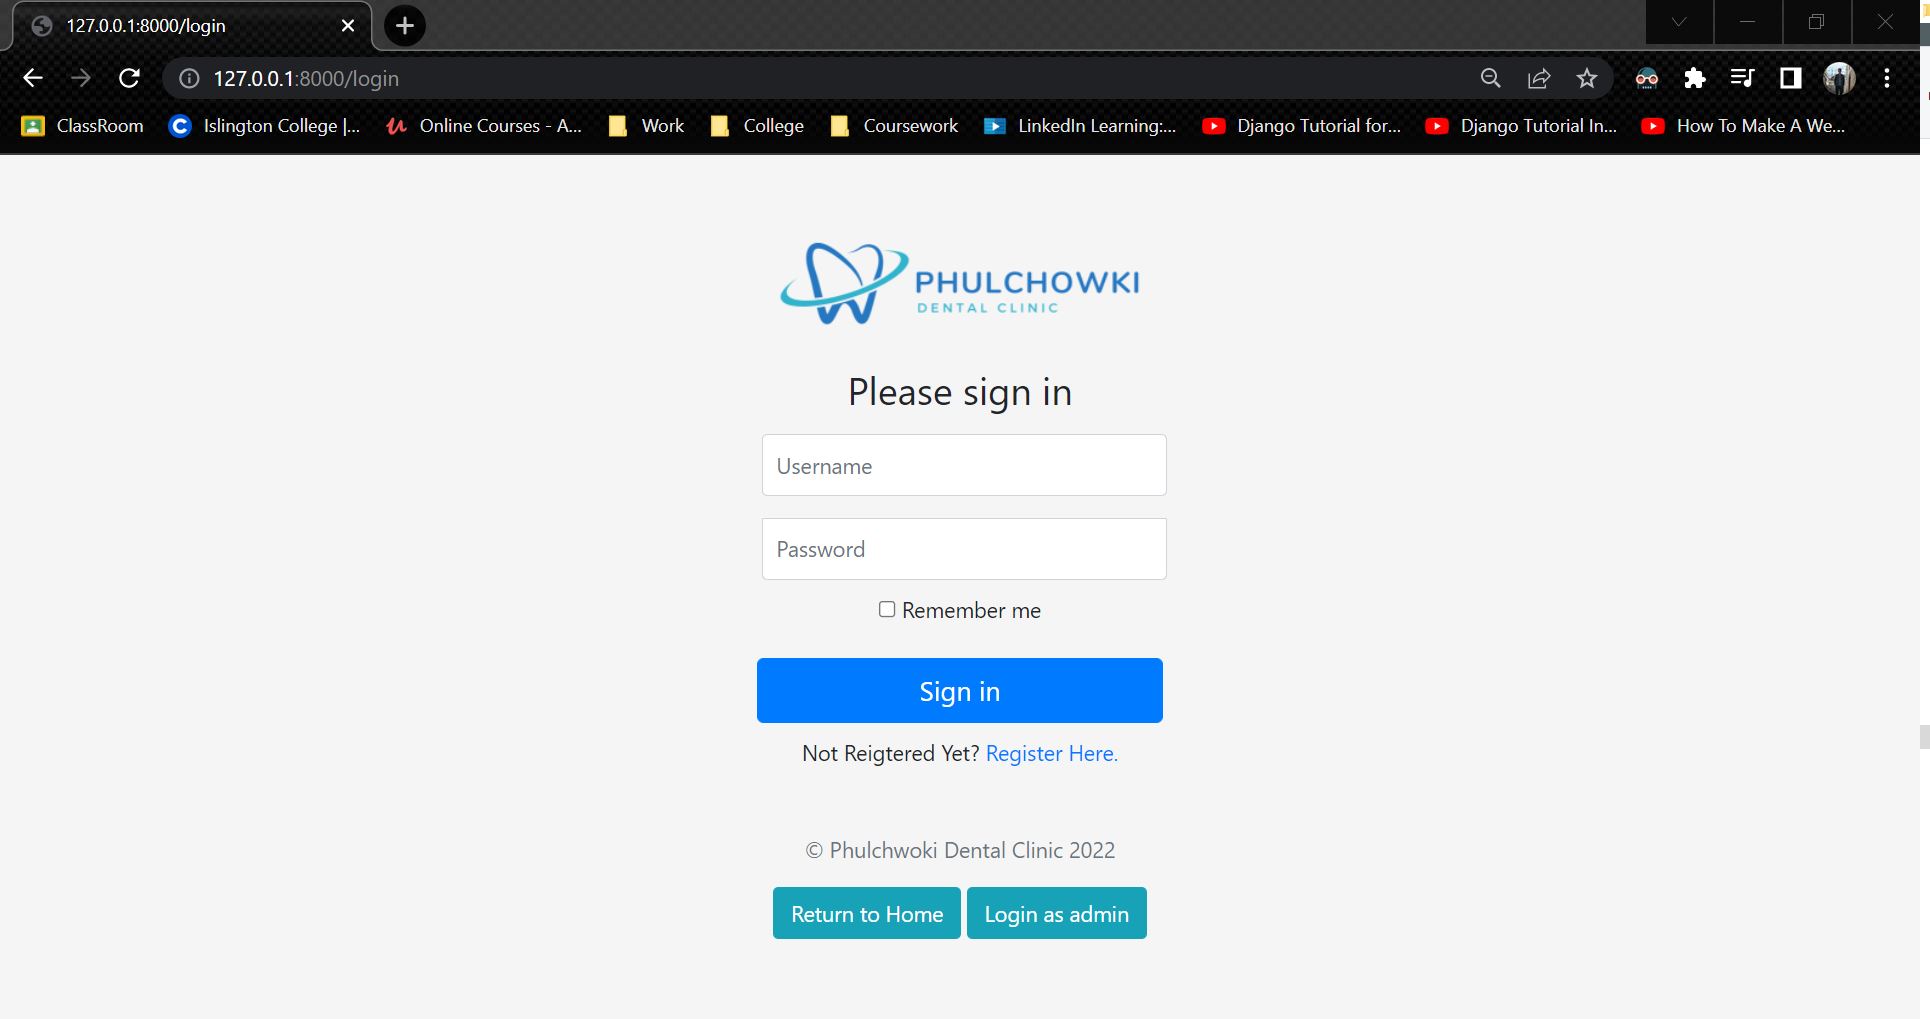 127.0.0.1:8000/login
127.0.0.1:8000/login
ClassRoom Islington College |... Online Courses - A... Work College Coursework LinkedIn Learning:... Django Tutorial for... Django Tutorial In... How To Make A We...
PHULCHOWKI
DENTAL CLINIC
Please sign in
Username
Password
Remember me
Sign in
Not Reigtered Yet? Register Here.
© Phulchwoki Dental Clinic 2022
Return to Home Login as admin